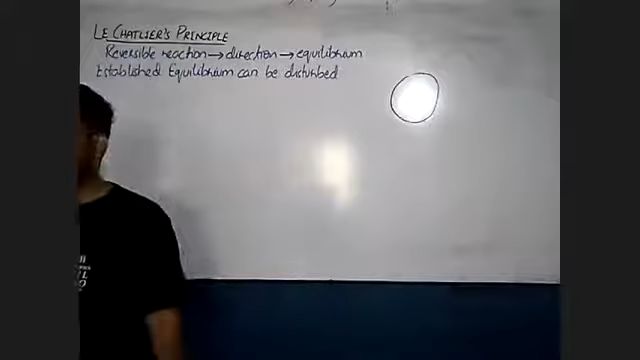 LE CHATLIER'S PRINCIPLE
Reversible reaction → direction → equilibrium
Established Equilibrium can be disturbed